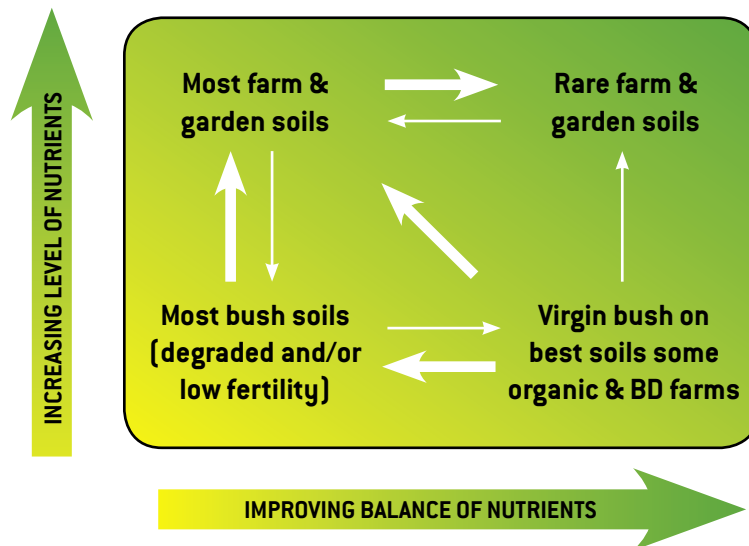 INCREASING LEVEL OF NUTRIENTS
Most farm &
garden soils
Rare farm &
garden soils
Most bush soils
(degraded and/or
low fertility)
Virgin bush on
best soils some
organic & BD farms
IMPROVING BALANCE OF NUTRIENTS